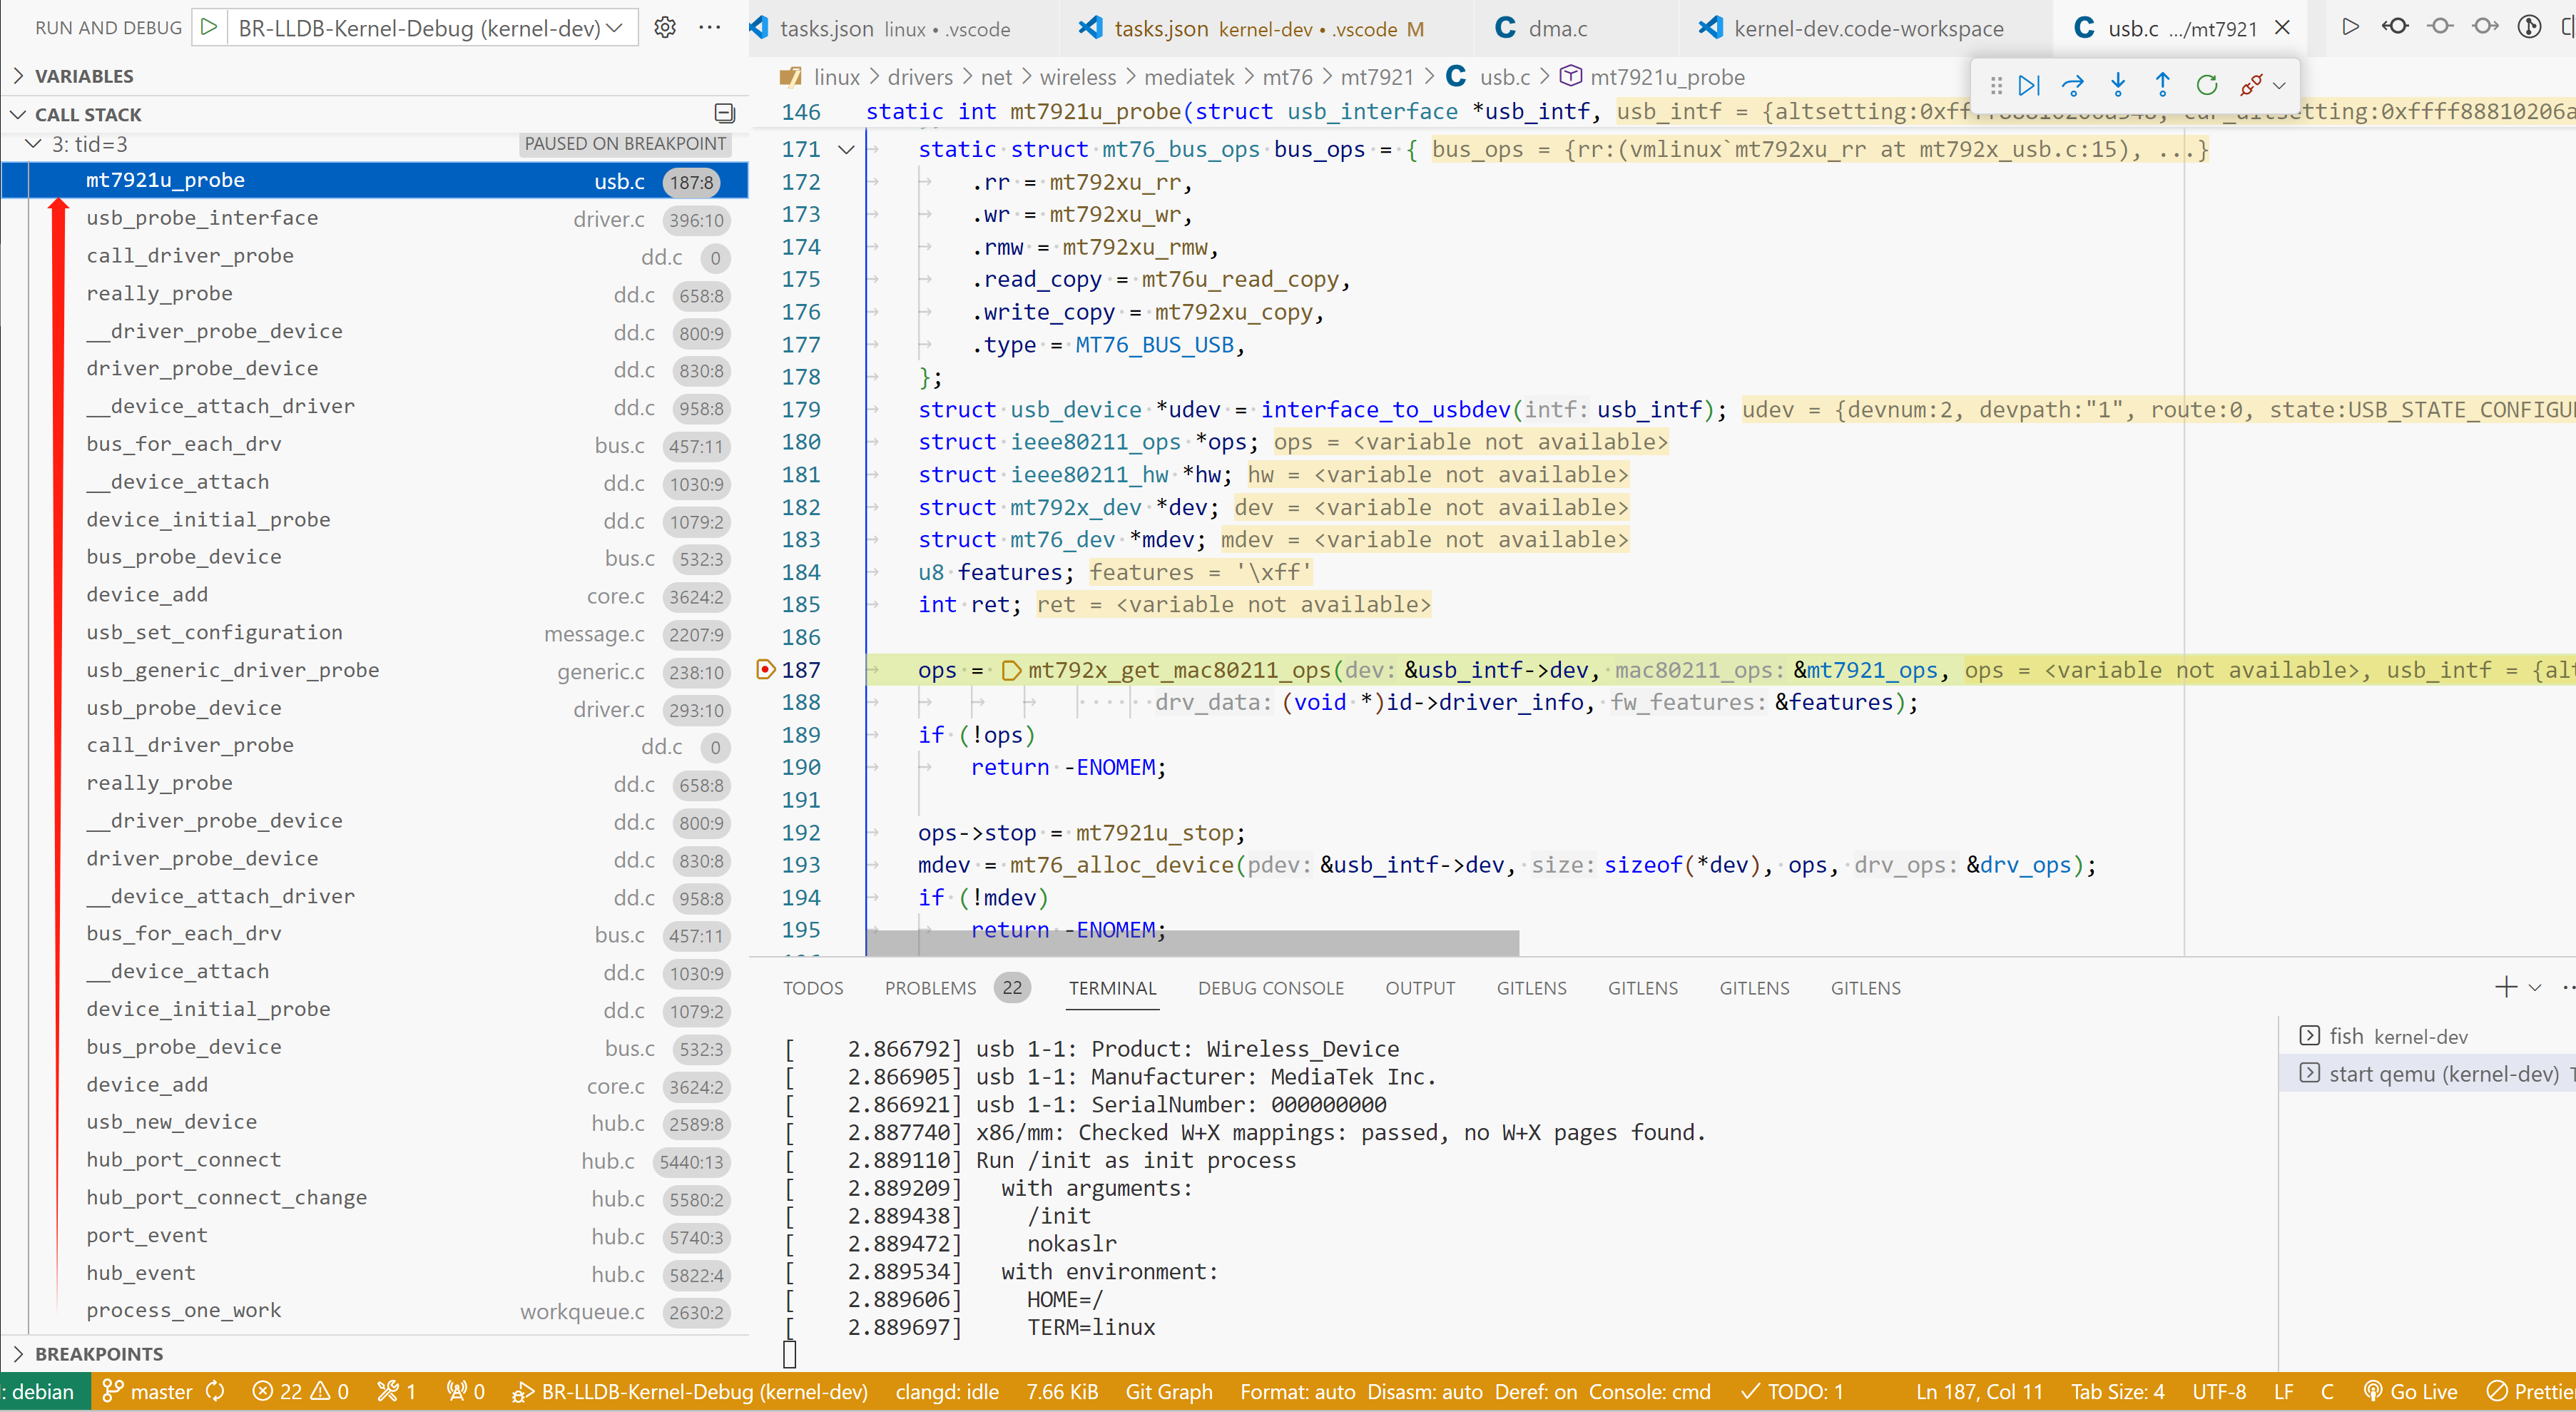 RUN AND DEBUG BR-LLDB-Kernel-Debug (kernel-dev)
VARIABLES
CALL STACK
3: tid=3 PAUSED ON BREAKPOINT
mt7921u_probe usb.c 187:8
usb_probe_interface driver.c 396:10
call_driver_probe dd.c 0
really_probe dd.c 658:8
__driver_probe_device dd.c 800:9
driver_probe_device dd.c 830:8
__device_attach_driver dd.c 958:8
bus_for_each_drv bus.c 457:11
__device_attach dd.c 1030:9
device_initial_probe dd.c 1079:2
bus_probe_device bus.c 532:3
device_add core.c 3624:2
usb_set_configuration message.c 2207:9
usb_generic_driver_probe generic.c 238:10
usb_probe_device driver.c 293:10
call_driver_probe dd.c 0
really_probe dd.c 658:8
__driver_probe_device dd.c 800:9
driver_probe_device dd.c 830:8
__device_attach_driver dd.c 958:8
bus_for_each_drv bus.c 457:11
__device_attach dd.c 1030:9
device_initial_probe dd.c 1079:2
bus_probe_device bus.c 532:3
device_add core.c 3624:2
usb_new_device hub.c 2589:8
hub_port_connect hub.c 5440:13
hub_port_connect_change hub.c 5580:2
port_event hub.c 5740:3
hub_event hub.c 5822:4
process_one_work workqueue.c 2630:2
BREAKPOINTS
tasks.json linux • .vscode tasks.json kernel-dev • .vscode M dma.c kernel-dev.code-workspace usb.c .../mt7921
linux > drivers > net > wireless > mediatek > mt76 > mt7921 > C usb.c > mt7921u_probe
146 static int mt7921u_probe(struct usb_interface *usb_intf, usb_intf = {altsetting:
171 static struct mt76_bus_ops bus_ops = { bus_ops = {rr:(vmlinux`mt792xu_rr at mt792x_usb.c:15), ...}
172 .rr = mt792xu_rr,
173 .wr = mt792xu_wr,
174 .rmw = mt792xu_rmw,
175 .read_copy = mt76u_read_copy,
176 .write_copy = mt792xu_copy,
177 .type = MT76_BUS_USB,
178 };
179 struct usb_device *udev = interface_to_usbdev(intf: usb_intf); udev = {devnum:2, devpath:"1", route:0, state:USB_STATE_CONFIGU
180 struct ieee80211_ops *ops; ops = <variable not available>
181 struct ieee80211_hw *hw; hw = <variable not available>
182 struct mt792x_dev *dev; dev = <variable not available>
183 struct mt76_dev *mdev; mdev = <variable not available>
184 u8 features; features = '\xff'
185 int ret; ret = <variable not available>
186
187 ops = mt792x_get_mac80211_ops(dev: &usb_intf->dev, mac80211_ops: &mt7921_ops, ops = <variable not available>, usb_intf = {alt
188 drv_data: (void *)id->driver_info, fw_features: &features);
189 if (!ops)
190 return -ENOMEM;
191
192 ops->stop = mt7921u_stop;
193 mdev = mt76_alloc_device(pdev: &usb_intf->dev, size: sizeof(*dev), ops, drv_ops: &drv_ops);
194 if (!mdev)
195 return -ENOMEM;
TODOS PROBLEMS 22 TERMINAL DEBUG CONSOLE OUTPUT GITLENS GITLENS GITLENS GITLENS
[ 2.866792] usb 1-1: Product: Wireless_Device
[ 2.866905] usb 1-1: Manufacturer: MediaTek Inc.
[ 2.866921] usb 1-1: SerialNumber: 000000000
[ 2.887740] x86/mm: Checked W+X mappings: passed, no W+X pages found.
[ 2.889110] Run /init as init process
[ 2.889209] with arguments:
[ 2.889438] /init
[ 2.889472] nokaslr
[ 2.889534] with environment:
[ 2.889606] HOME=/
[ 2.889697] TERM=linux
fish kernel-dev
start qemu (kernel-dev) T
: debian master 22 0 1 0 BR-LLDB-Kernel-Debug (kernel-dev) clangd: idle 7.66 KiB Git Graph Format: auto Disasm: auto Deref: on Console: cmd TODO: 1 Ln 187, Col 11 Tab Size: 4 UTF-8 LF C Go Live Prettie